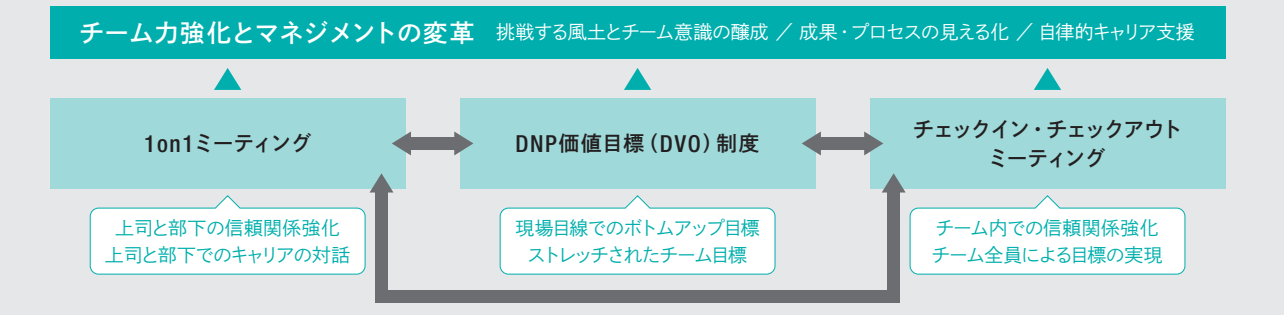 チーム力強化とマネジメントの変革 挑戦する風土とチーム意識の醸成 ／ 成果・プロセスの見える化 ／ 自律的キャリア支援
1on1ミーティング
DNP価値目標（DVO）制度
チェックイン・チェックアウト
ミーティング
上司と部下の信頼関係強化
上司と部下でのキャリアの対話
現場目線でのボトムアップ目標
ストレッチされたチーム目標
チーム内での信頼関係強化
チーム全員による目標の実現